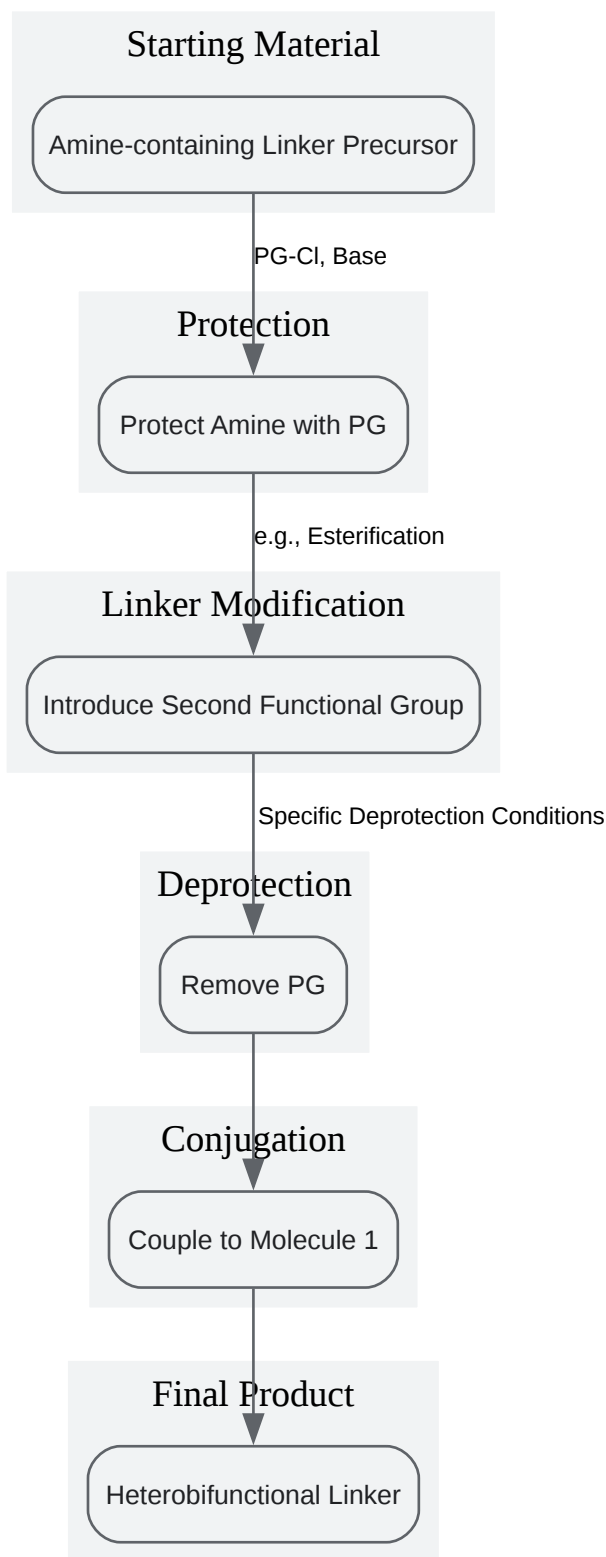 Starting Material
Amine-containing Linker Precursor
PG-Cl, Base
Protection
Protect Amine with PG
e.g., Esterification
Linker Modification
Introduce Second Functional Group
Specific Deprotection Conditions
Deprotection
Remove PG
Conjugation
Couple to Molecule 1
Final Product
Heterobifunctional Linker